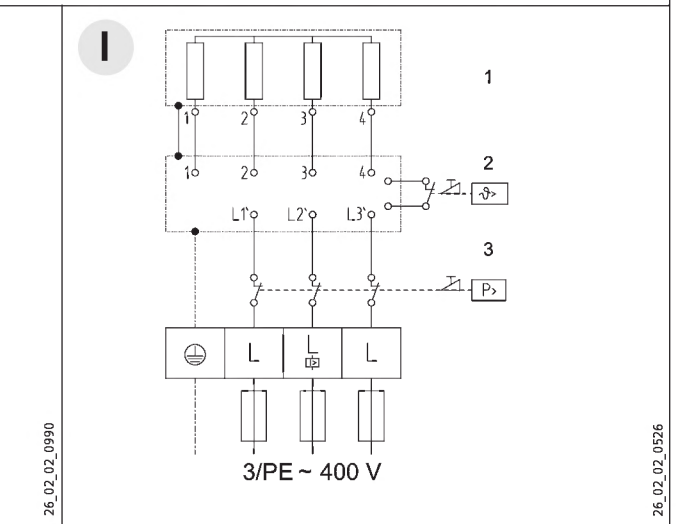 I
1
1 2 3 4
2
1 2 3 4
ϑ>
L1' L2' L3'
3
P>
L L L
I>
3/PE ~ 400 V
26_02_02_0990
26_02_02_0526